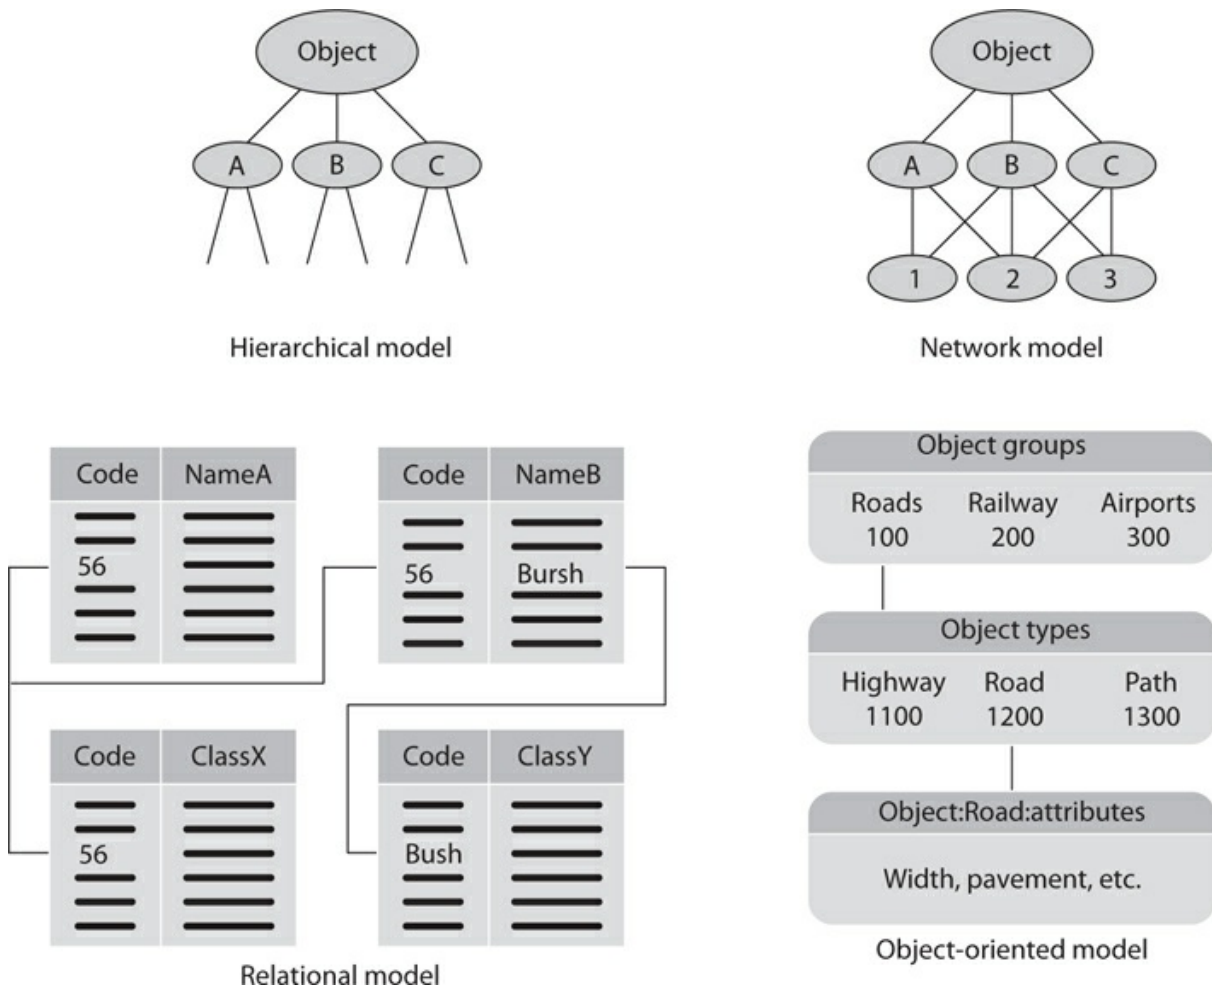 Object
A B C
Hierarchical model
Object
A B C
1 2 3
Network model
Code NameA
56
Code NameB
56 Bursh
Code ClassX
56
Code ClassY
Bush
Relational model
Object groups
Roads Railway Airports
100 200 300
Object types
Highway Road Path
1100 1200 1300
Object:Road:attributes
Width, pavement, etc.
Object-oriented model